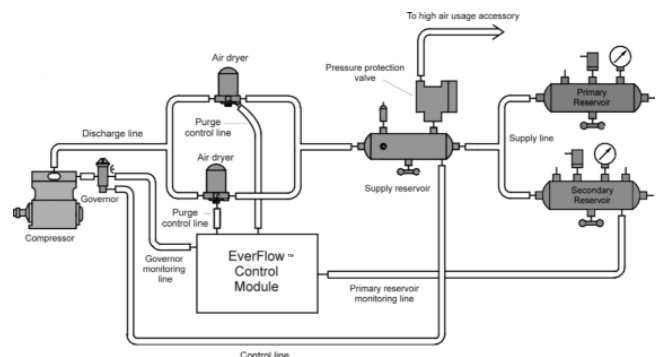 To high air usage accessory
Air dryer
Pressure protection
valve
Primary
Reservoir
Discharge line
Purge
control line
Supply line
Air dryer
Supply reservoir
Secondary
Reservoir
Governor
Purge
control line
Compressor
EverFlow™
Control
Module
Governor
monitoring
line
Primary reservoir
monitoring line
Control line